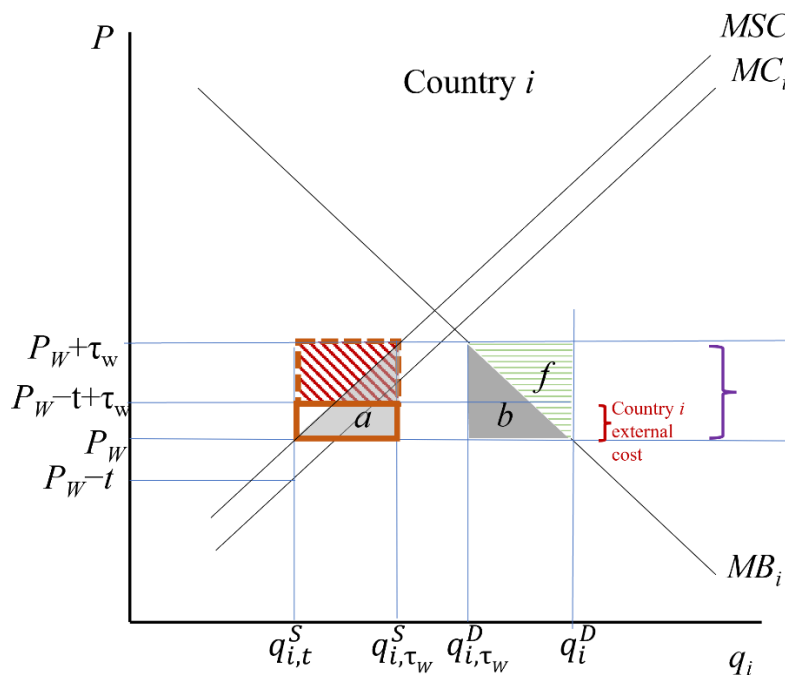 P
Country i
MSC
MC_i
P_W+τ_w
P_W−t+τ_w
P_W
P_W−t
a
b
f
Country i
external
cost
MB_i
q^S_{i,t}
q^S_{i,τ_W}
q^D_{i,τ_W}
q^D_i
q_i